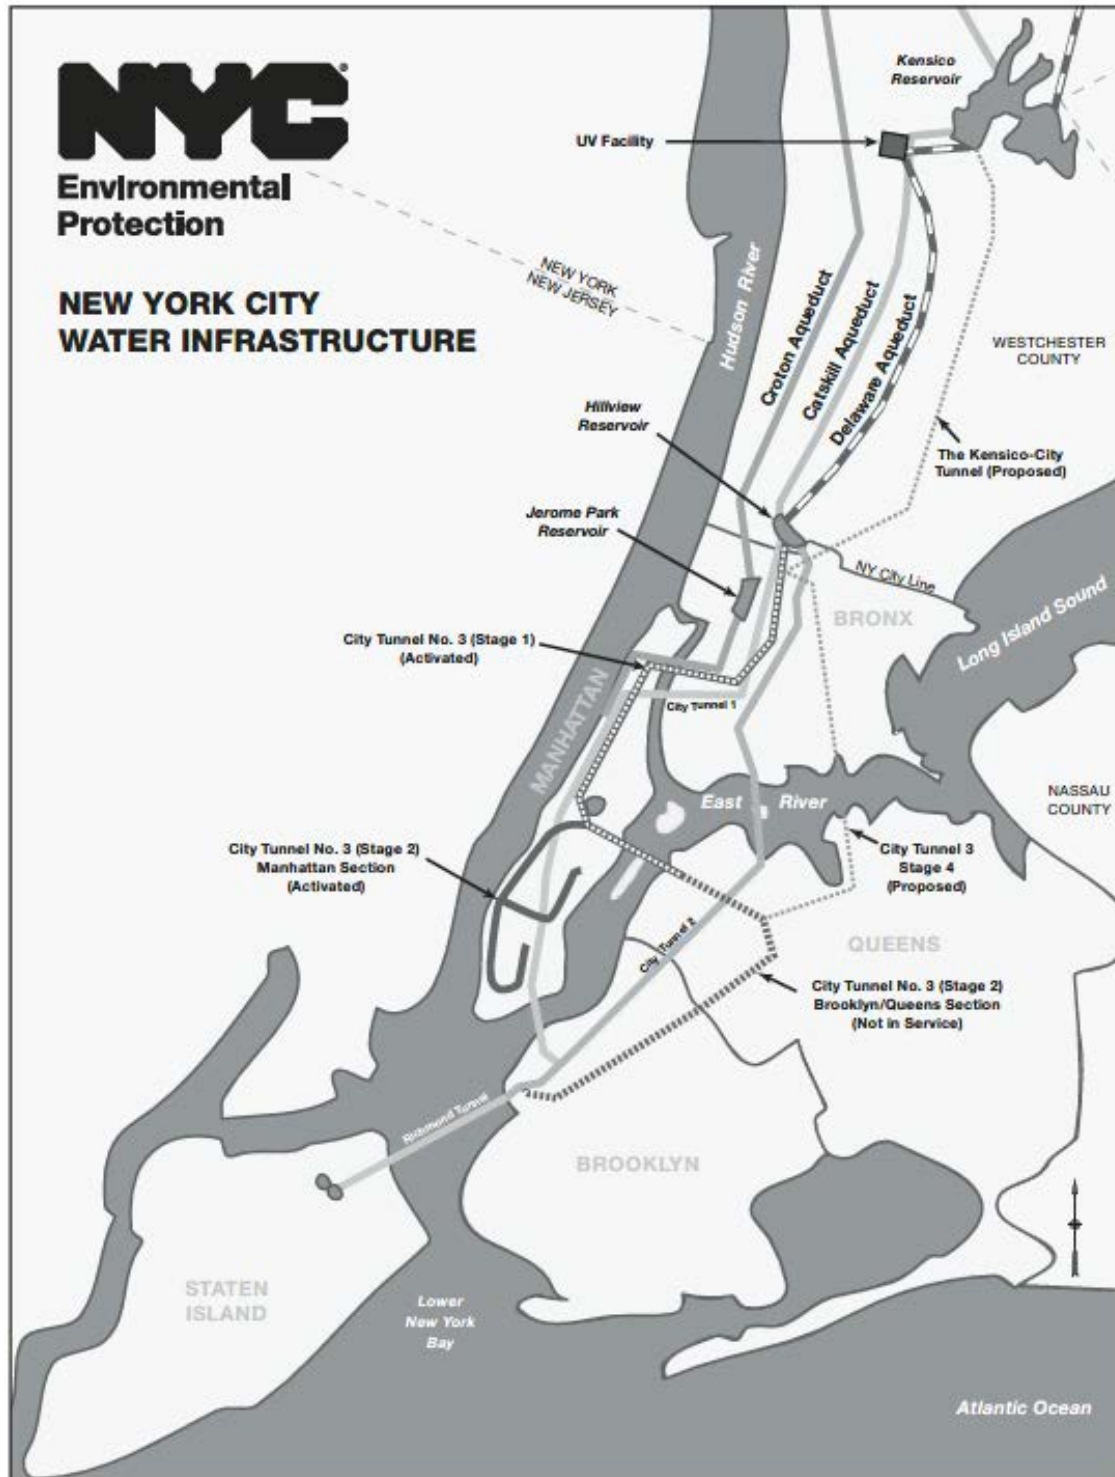 NYC®
Environmental
Protection
NEW YORK CITY
WATER INFRASTRUCTURE
Kensico
Reservoir
UV Facility
NEW YORK
NEW JERSEY
Hudson River
Croton Aqueduct
Catskill Aqueduct
Delaware Aqueduct
WESTCHESTER
COUNTY
Hillview
Reservoir
The Kensico-City
Tunnel (Proposed)
Jerome Park
Reservoir
NY City Line
BRONX
Long Island Sound
City Tunnel No. 3 (Stage 1)
(Activated)
MANHATTAN
City Tunnel 1
East River
NASSAU
COUNTY
City Tunnel No. 3 (Stage 2)
Manhattan Section
(Activated)
City Tunnel 3
Stage 4
(Proposed)
City Tunnel 2
QUEENS
City Tunnel No. 3 (Stage 2)
Brooklyn/Queens Section
(Not in Service)
Richmond Tunnel
BROOKLYN
STATEN
ISLAND
Lower
New York
Bay
Atlantic Ocean